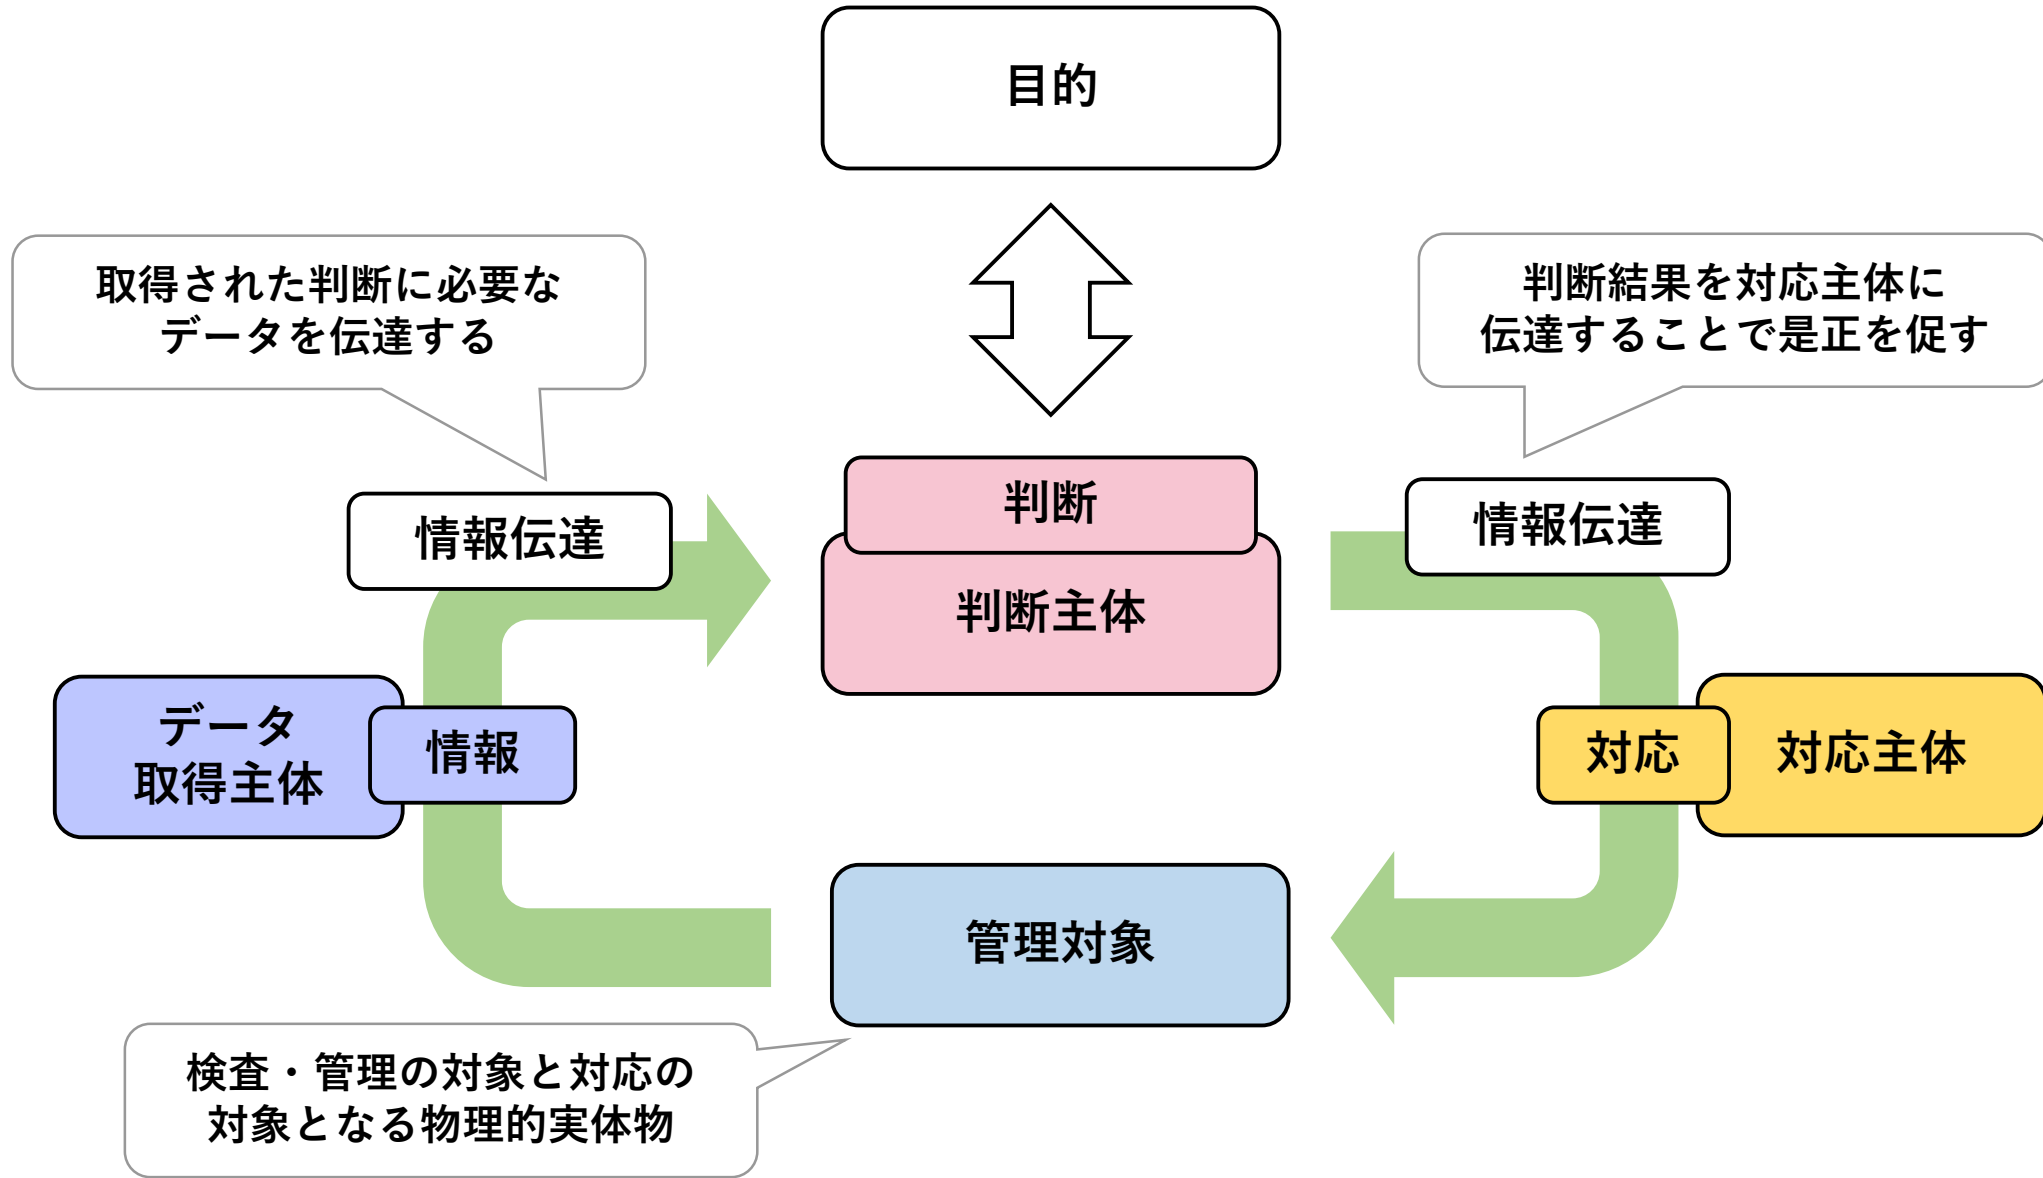 目的
取得された判断に必要な
データを伝達する
判断結果を対応主体に
伝達することで是正を促す
情報伝達
判断
判断主体
情報伝達
データ
取得主体
情報
対応
対応主体
管理対象
検査・管理の対象と対応の
対象となる物理的実体物